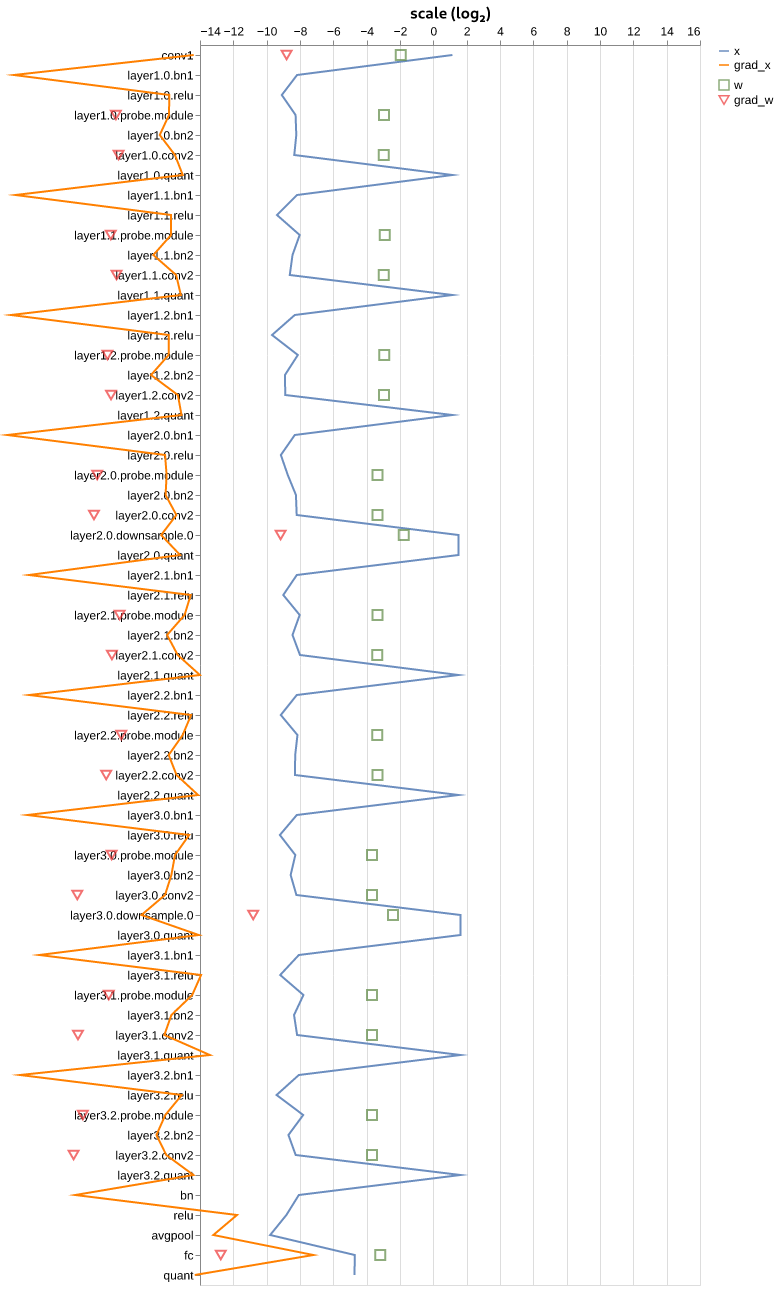 scale (log₂)
−14 −12 −10 −8 −6 −4 −2 0 2 4 6 8 10 12 14 16
x
grad_x
w
grad_w
conv1
layer1.0.bn1
layer1.0.relu
layer1.0.probe.module
layer1.0.bn2
layer1.0.conv2
layer1.0.quant
layer1.1.bn1
layer1.1.relu
layer1.1.probe.module
layer1.1.bn2
layer1.1.conv2
layer1.1.quant
layer1.2.bn1
layer1.2.relu
layer1.2.probe.module
layer1.2.bn2
layer1.2.conv2
layer1.2.quant
layer2.0.bn1
layer2.0.relu
layer2.0.probe.module
layer2.0.bn2
layer2.0.conv2
layer2.0.downsample.0
layer2.0.quant
layer2.1.bn1
layer2.1.relu
layer2.1.probe.module
layer2.1.bn2
layer2.1.conv2
layer2.1.quant
layer2.2.bn1
layer2.2.relu
layer2.2.probe.module
layer2.2.bn2
layer2.2.conv2
layer2.2.quant
layer3.0.bn1
layer3.0.relu
layer3.0.probe.module
layer3.0.bn2
layer3.0.conv2
layer3.0.downsample.0
layer3.0.quant
layer3.1.bn1
layer3.1.relu
layer3.1.probe.module
layer3.1.bn2
layer3.1.conv2
layer3.1.quant
layer3.2.bn1
layer3.2.relu
layer3.2.probe.module
layer3.2.bn2
layer3.2.conv2
layer3.2.quant
bn
relu
avgpool
fc
quant